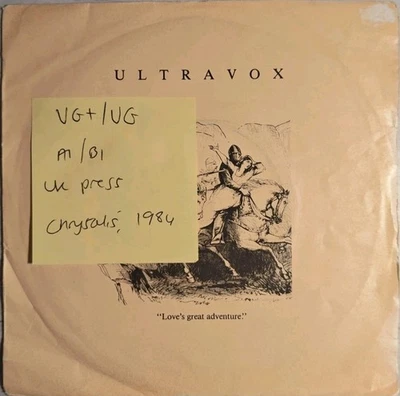 ULTRAVOX
VG+/VG
A1/B1
UK press
Chrysalis, 1984
"Love's great adventure."